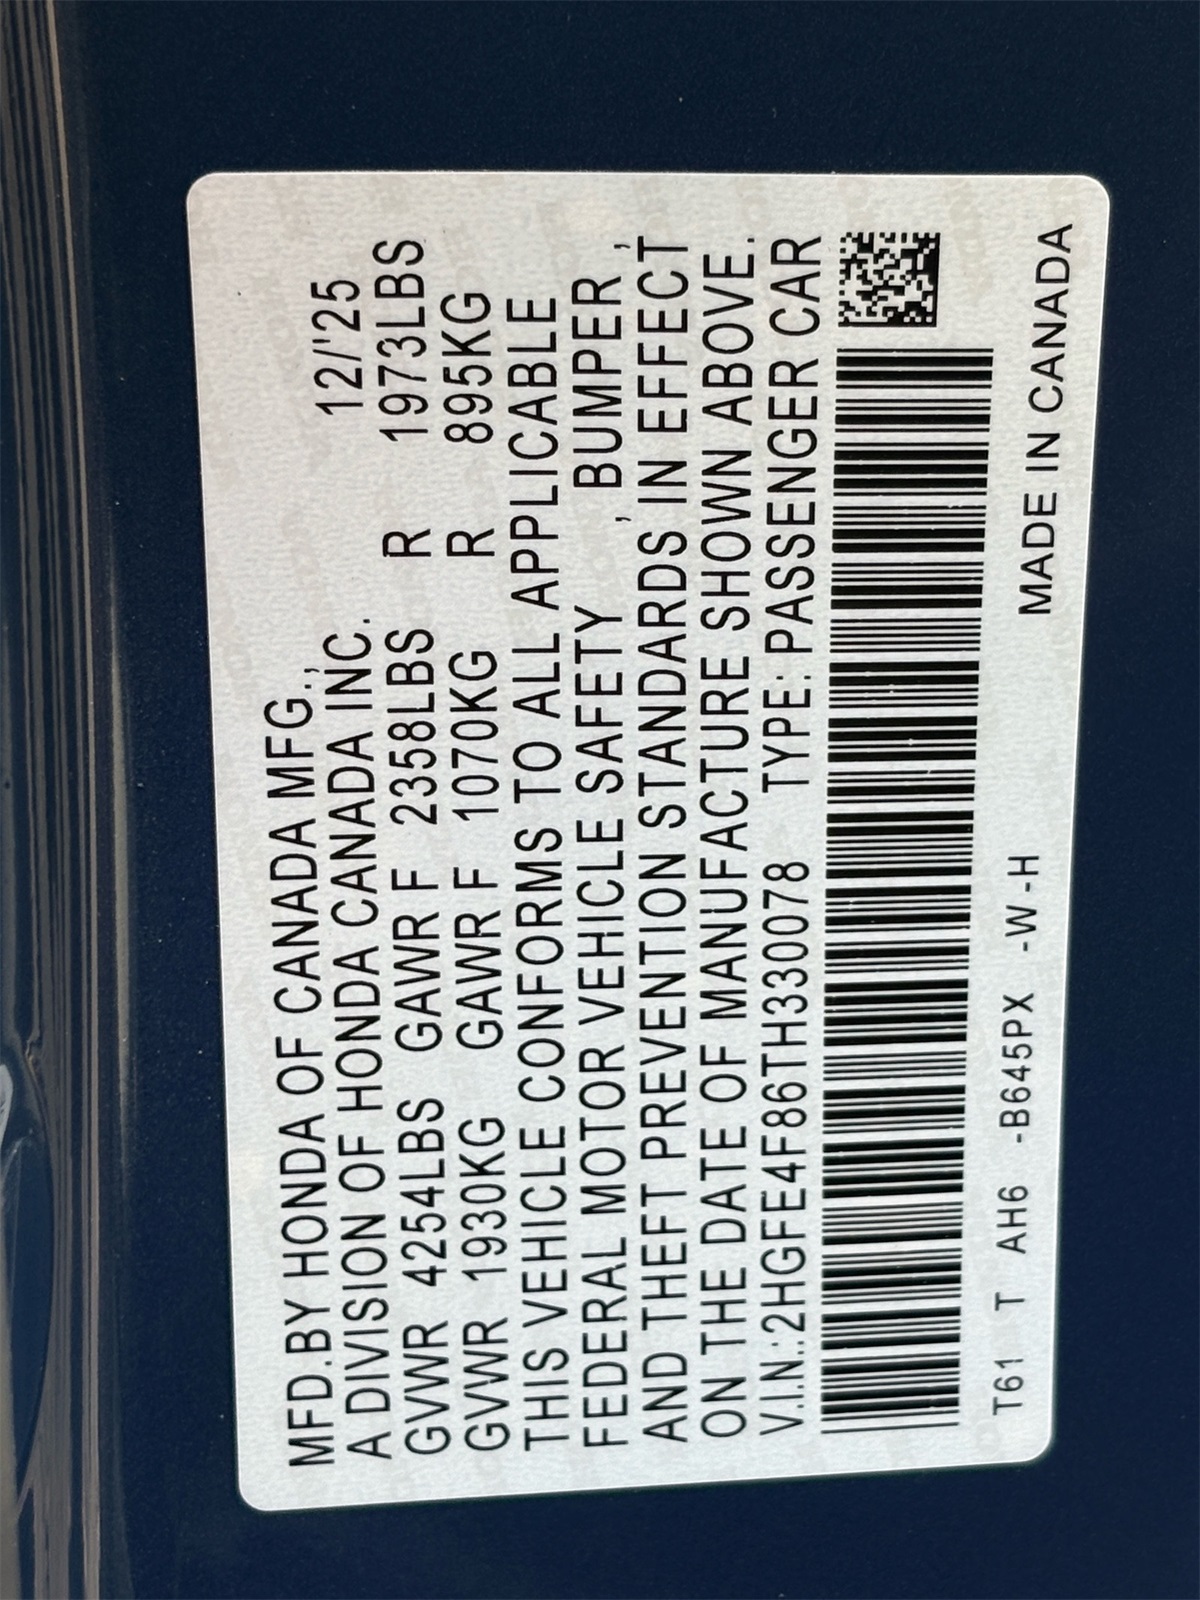 MFD.BY HONDA OF CANADA MFG.,
A DIVISION OF HONDA CANADA INC. 12/'25
GVWR 4254LBS GAWR F 2358LBS R 1973LBS
GVWR 1930KG GAWR F 1070KG R 895KG
THIS VEHICLE CONFORMS TO ALL APPLICABLE
FEDERAL MOTOR VEHICLE SAFETY , BUMPER ,
AND THEFT PREVENTION STANDARDS IN EFFECT
ON THE DATE OF MANUFACTURE SHOWN ABOVE.
V.I.N.:2HGFE4F86TH330078 TYPE: PASSENGER CAR
T61 T AH6 -B645PX -W-H
MADE IN CANADA